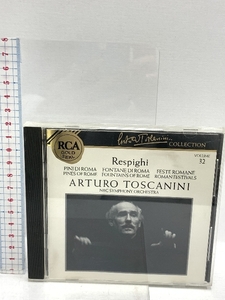 RCA
GOLD
SEAL
Arturo Toscanini
COLLECTION
VOLUME
32
Respighi
PINI DI ROMA
PINES OF ROME
FONTANE DI ROMA
FOUNTAINS OF ROME
FESTE ROMANE
ROMAN FESTIVALS
ARTURO TOSCANINI
NBC SYMPHONY ORCHESTRA